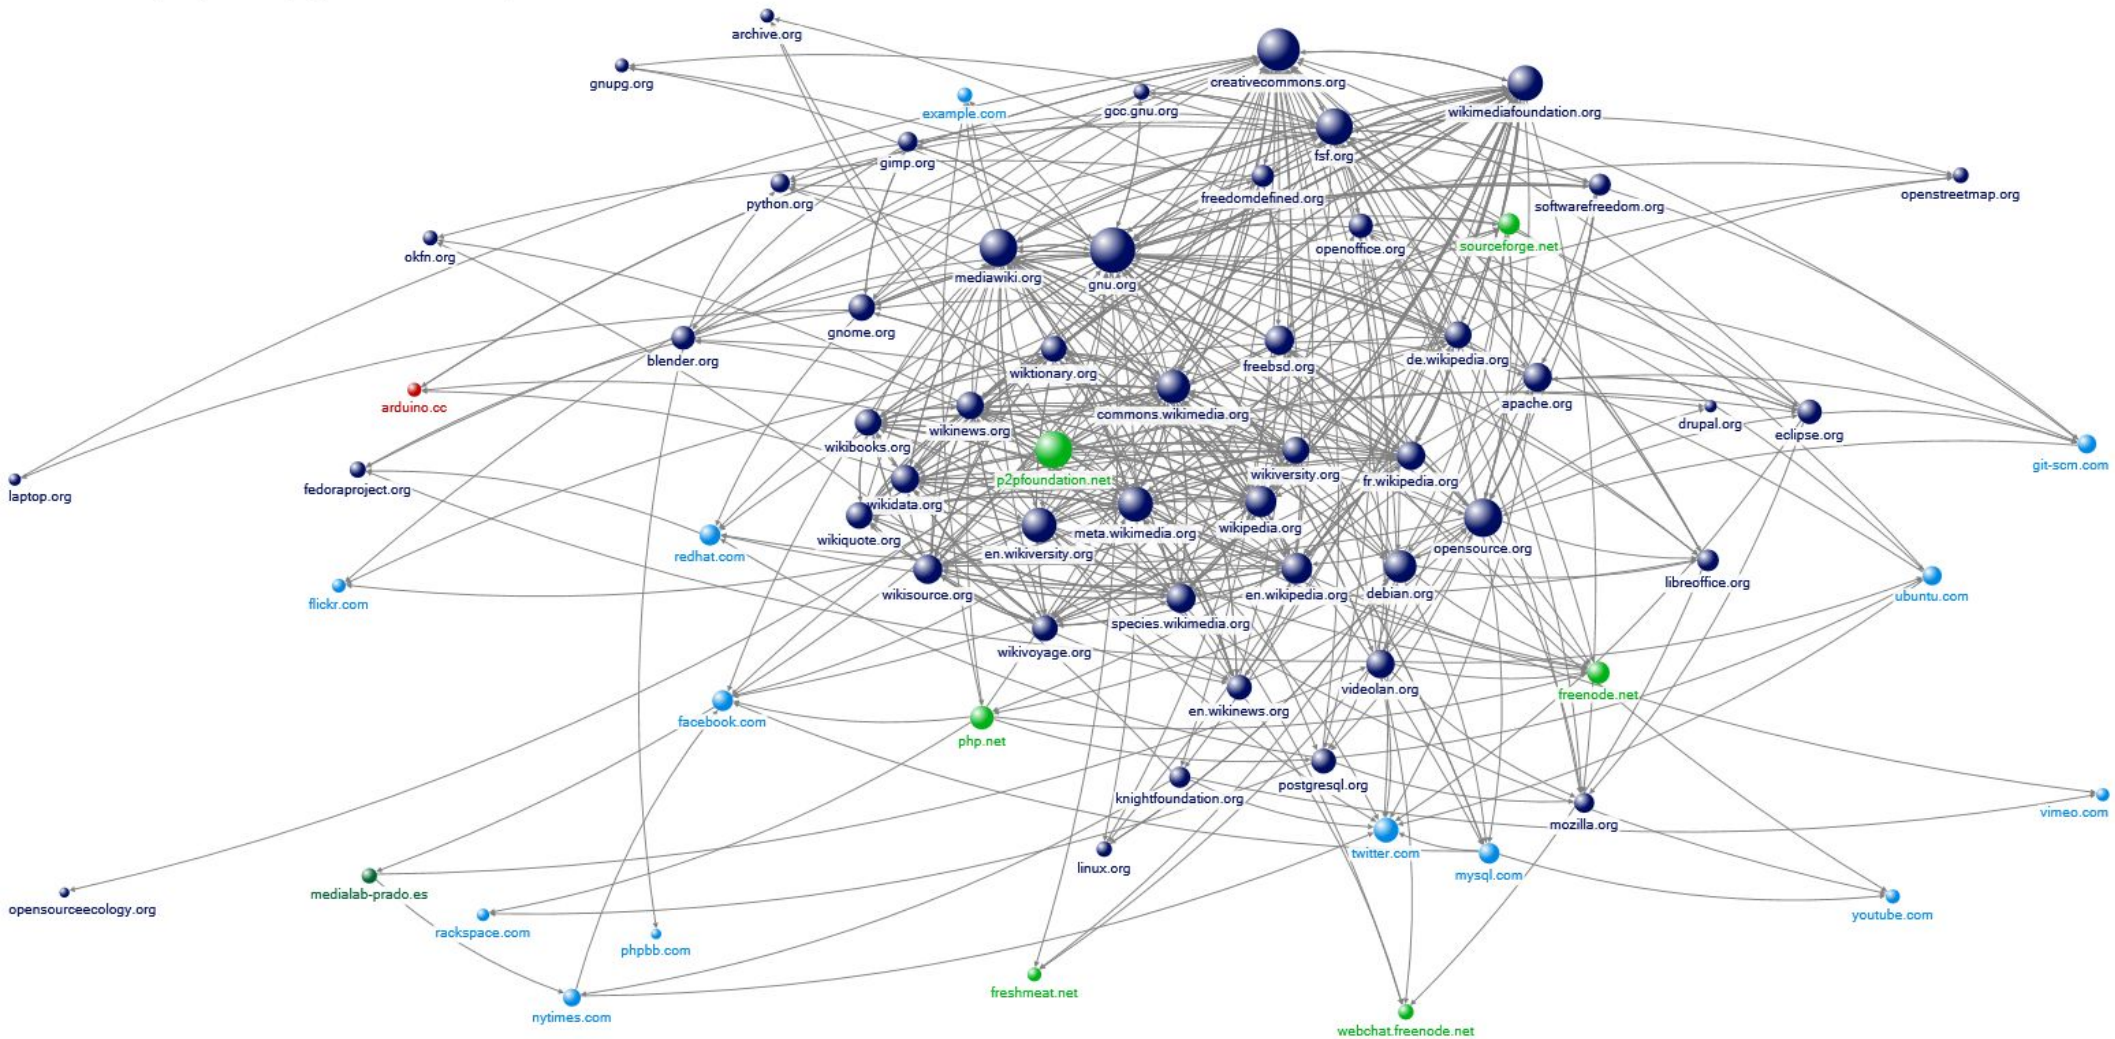 archive.org
creativecommons.org
gnupg.org
example.com
gcc.gnu.org
wikimediafoundation.org
fsf.org
gimp.org
python.org
freedomdefined.org
softwarefreedom.org
openstreetmap.org
okfn.org
openoffice.org
sourceforge.net
mediawiki.org
gnu.org
gnome.org
blender.org
wiktionary.org
freebsd.org
de.wikipedia.org
arduino.cc
commons.wikimedia.org
apache.org
drupal.org
eclipse.org
wikibooks.org
wikinews.org
laptop.org
fedoraproject.org
p2pfoundation.net
wikiversity.org
fr.wikipedia.org
git-scm.com
wikidata.org
wikiquote.org
en.wikiversity.org
meta.wikimedia.org
wikipedia.org
opensource.org
redhat.com
flickr.com
wikisource.org
species.wikimedia.org
en.wikipedia.org
debian.org
libreoffice.org
ubuntu.com
wikivoyage.org
facebook.com
php.net
en.wikinews.org
videolan.org
freenode.net
knightfoundation.org
postgresql.org
mozilla.org
vimeo.com
linux.org
twitter.com
mysql.com
opensourceecology.org
medialab-prado.es
rackspace.com
phpbb.com
youtube.com
nytimes.com
freshmeat.net
webchat.freenode.net